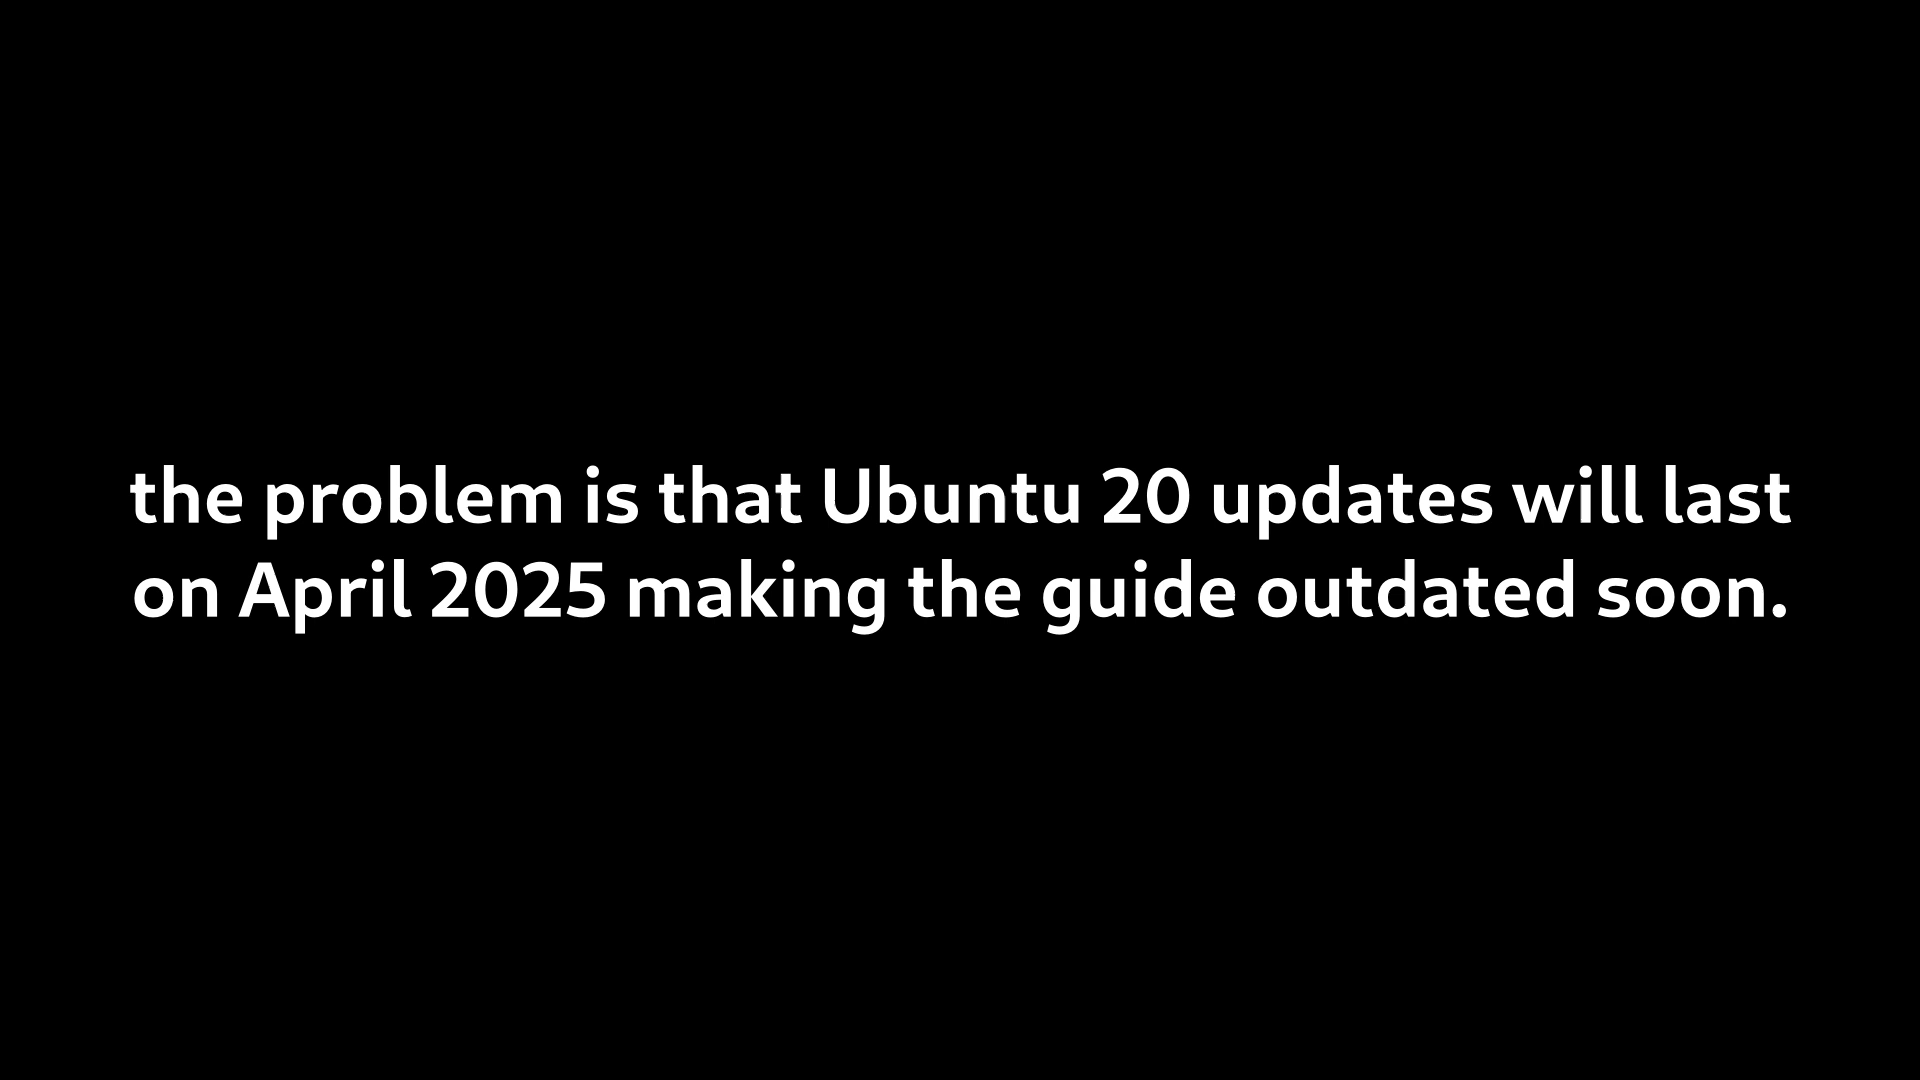 the problem is that Ubuntu 20 updates will last
on April 2025 making the guide outdated soon.